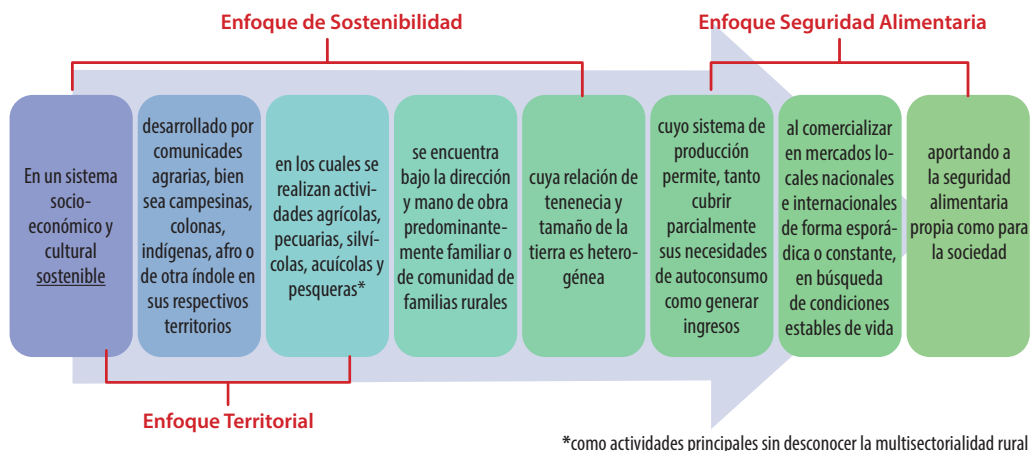 Enfoque de Sostenibilidad
Enfoque Seguridad Alimentaria
En un sistema
socio-
económico y
cultural
sostenible
desarrollado por
comunicades
agrarias, bien
sea campesinas,
colonas,
indígenas, afro o
de otra índole en
sus respectivos
territorios
en los cuales se
realizan activi-
dades agrícolas,
pecuarias, silví-
colas, acuícolas y
pesqueras*
se encuentra
bajo la dirección
y mano de obra
predominante-
mente familiar o
de comunidad de
familias rurales
cuya relación de
tenenecia y
tamaño de la
tierra es hetero-
génea
cuyo sistema de
producción
permite, tanto
cubrir
parcialmente
sus necesidades
de autoconsumo
como generar
ingresos
al comercializar
en mercados lo-
cales nacionales
e internacionales
de forma esporá-
dica o constante,
en búsqueda
de condiciones
estables de vida
aportando a
la seguridad
alimentaria
propia como para
la sociedad
Enfoque Territorial
*como actividades principales sin desconocer la multisectorialidad rural